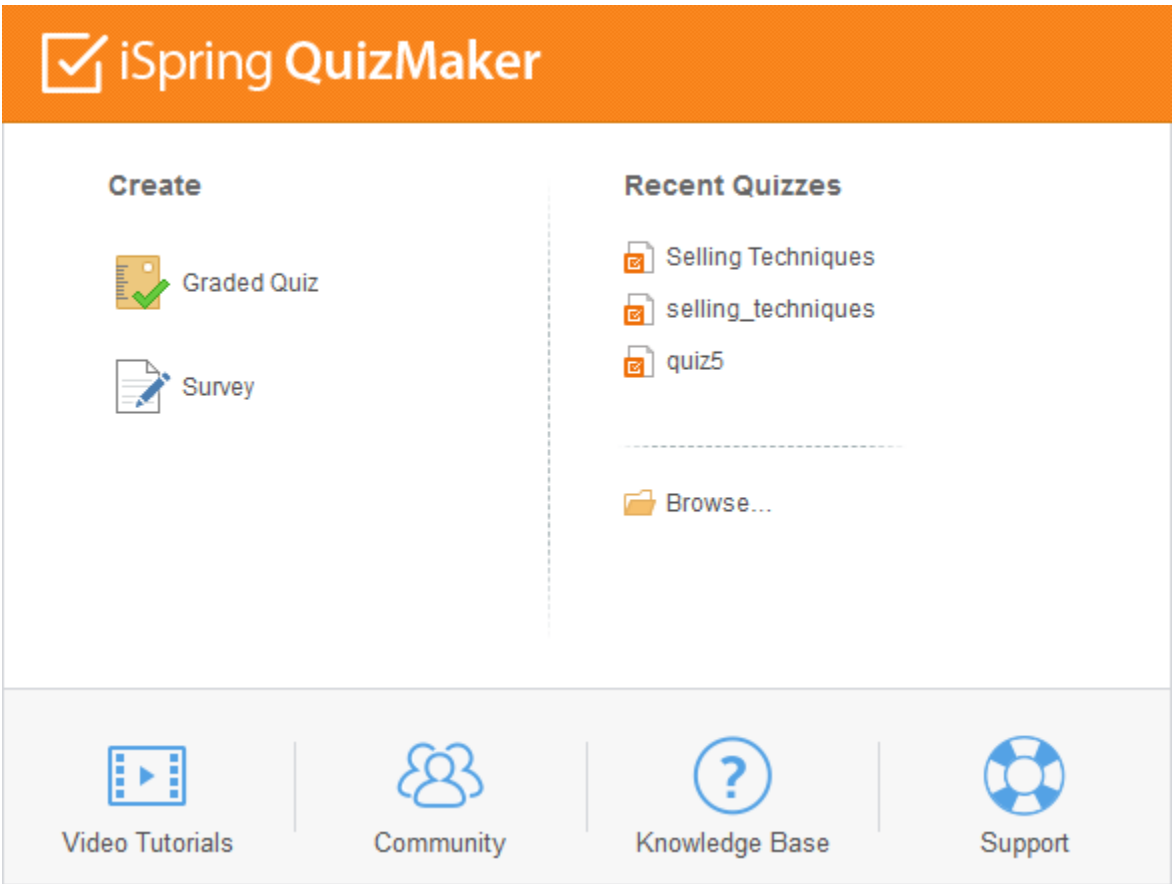 iSpring QuizMaker
Create
Graded Quiz
Survey
Recent Quizzes
Selling Techniques
selling_techniques
quiz5
Browse...
Video Tutorials
Community
Knowledge Base
Support